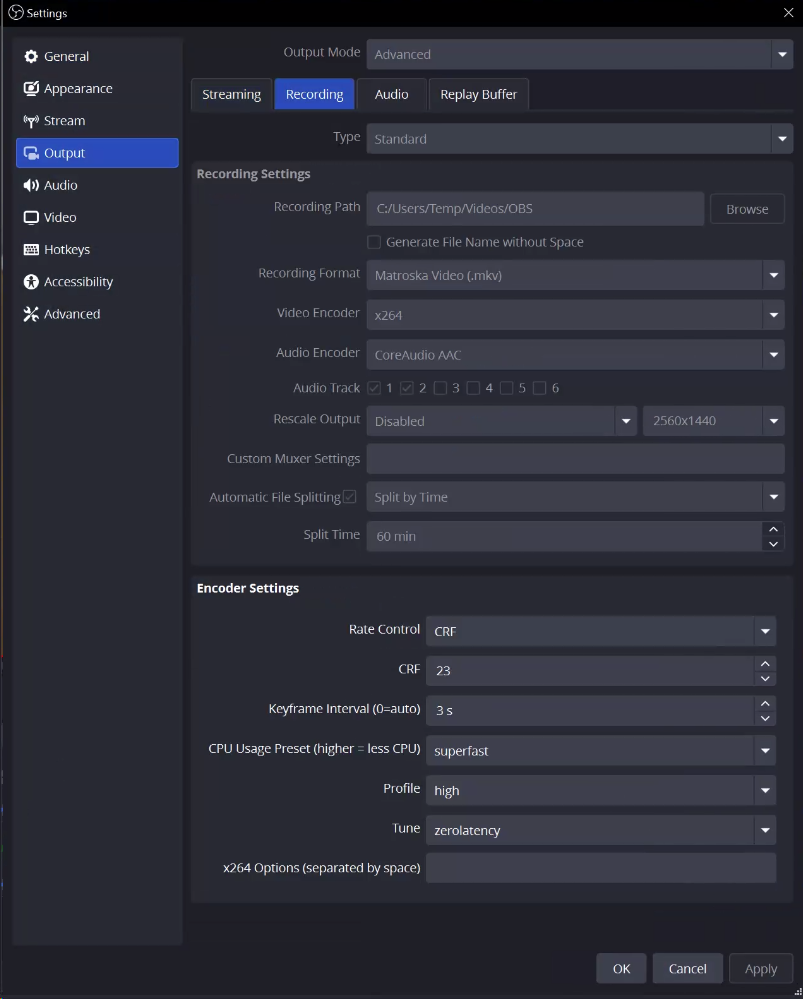 Settings
General
Appearance
Stream
Output
Audio
Video
Hotkeys
Accessibility
Advanced
Output Mode Advanced
Streaming Recording Audio Replay Buffer
Type Standard
Recording Settings
Recording Path C:/Users/Temp/Videos/OBS Browse
Generate File Name without Space
Recording Format Matroska Video (.mkv)
Video Encoder x264
Audio Encoder CoreAudio AAC
Audio Track 1 2 3 4 5 6
Rescale Output Disabled 2560x1440
Custom Muxer Settings
Automatic File Splitting Split by Time
Split Time 60 min
Encoder Settings
Rate Control CRF
CRF 23
Keyframe Interval (0=auto) 3 s
CPU Usage Preset (higher = less CPU) superfast
Profile high
Tune zerolatency
x264 Options (separated by space)
OK Cancel Apply